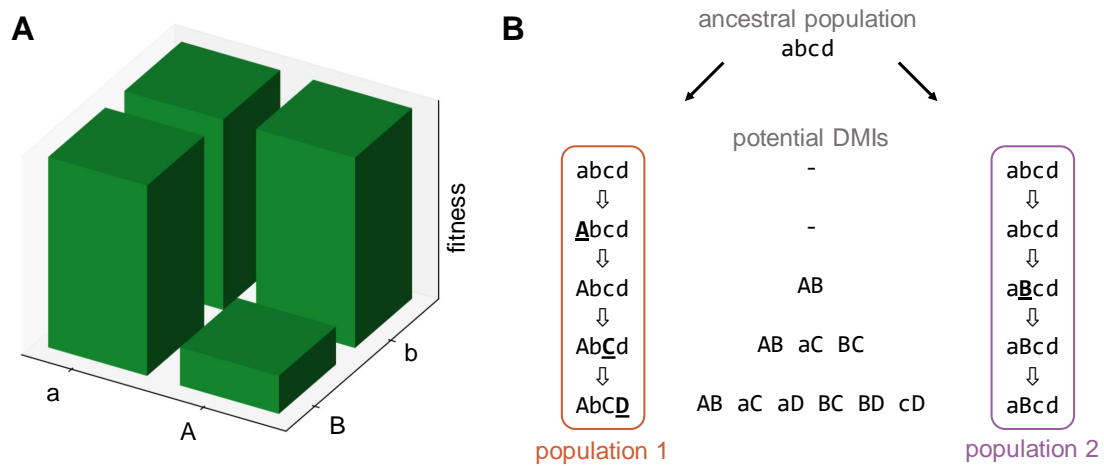 A
fitness
a
A
B
b
B
ancestral population
abcd
potential DMIs
abcd
-
abcd
⇩
⇩
Abcd
-
abcd
⇩
⇩
Abcd
AB
aBcd
⇩
⇩
AbCd
AB aC BC
aBcd
⇩
⇩
AbCD
AB aC aD BC BD cD
aBcd
population 1
population 2